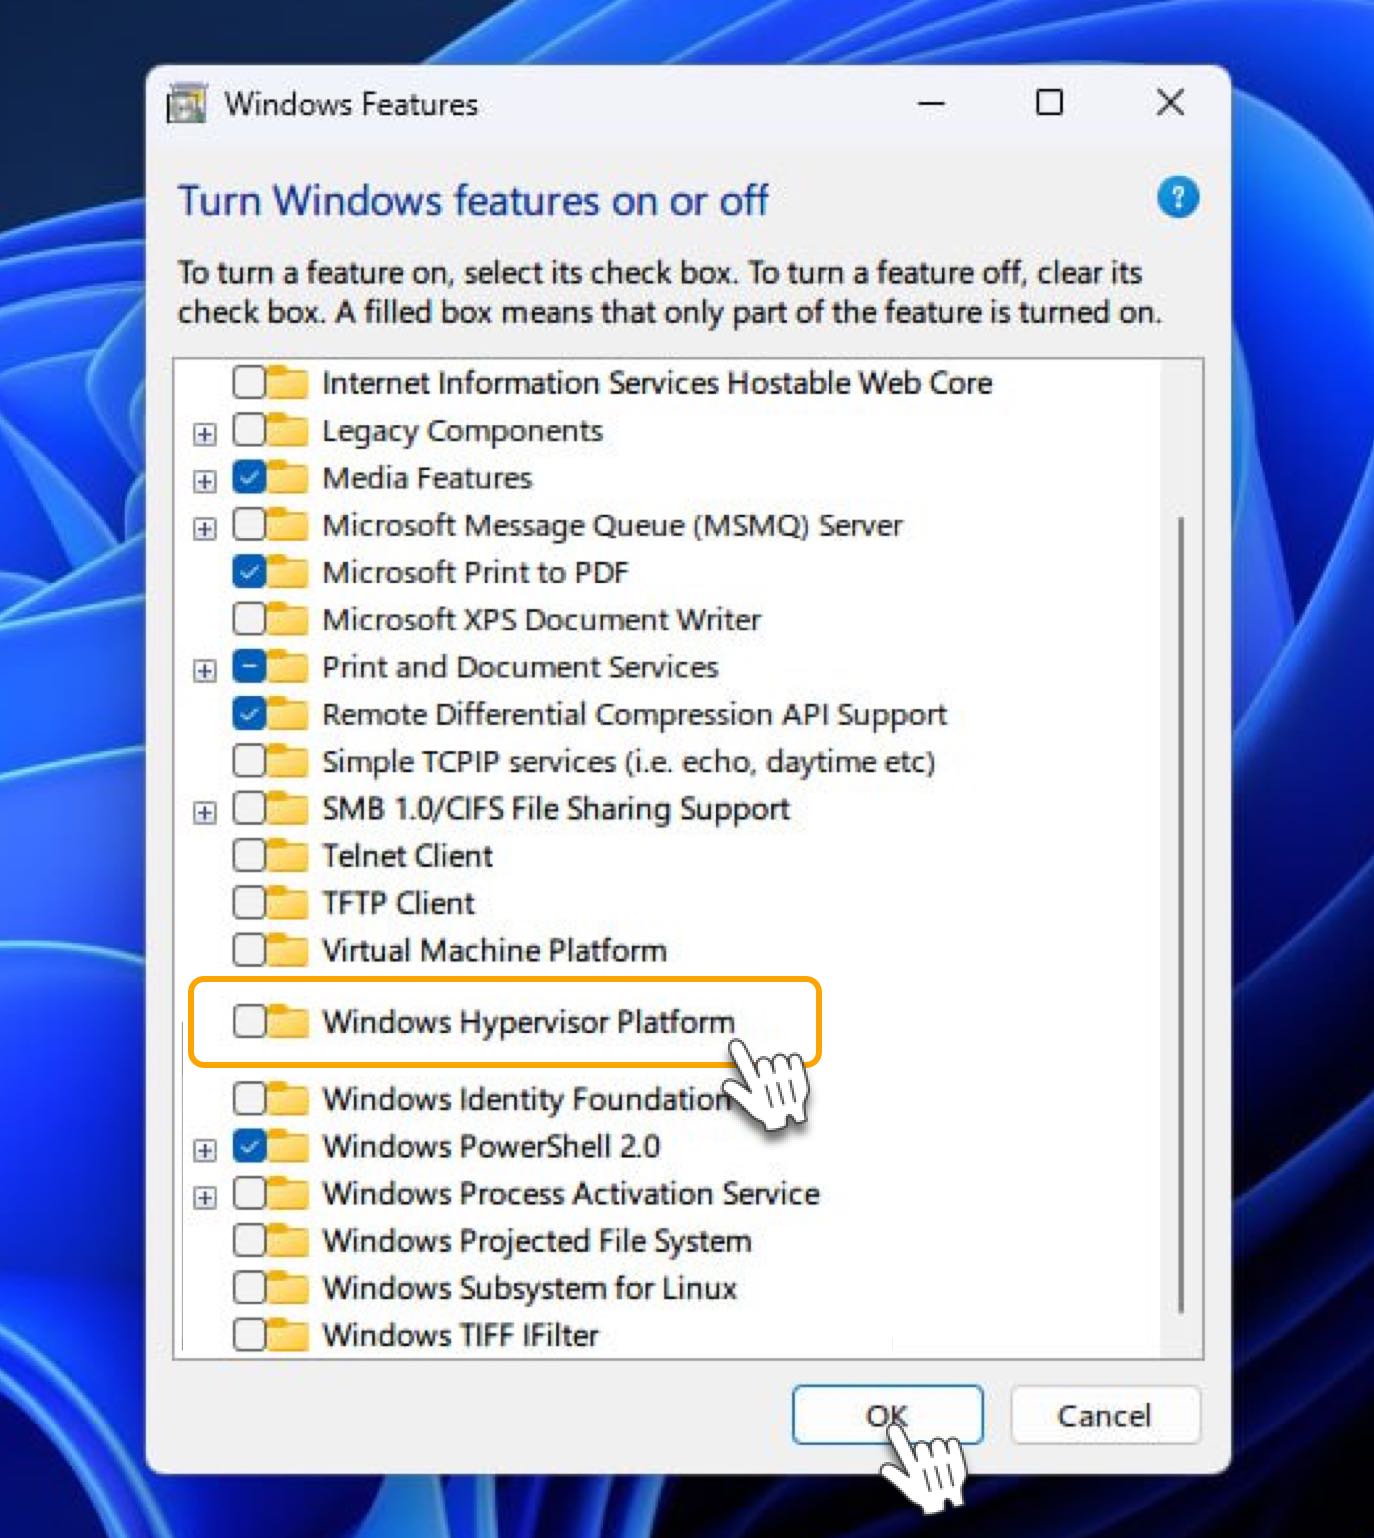 Windows Features
Turn Windows features on or off
?
To turn a feature on, select its check box. To turn a feature off, clear its
check box. A filled box means that only part of the feature is turned on.
Internet Information Services Hostable Web Core
Legacy Components
Media Features
Microsoft Message Queue (MSMQ) Server
Microsoft Print to PDF
Microsoft XPS Document Writer
Print and Document Services
Remote Differential Compression API Support
Simple TCPIP services (i.e. echo, daytime etc)
SMB 1.0/CIFS File Sharing Support
Telnet Client
TFTP Client
Virtual Machine Platform
Windows Hypervisor Platform
Windows Identity Foundation
Windows PowerShell 2.0
Windows Process Activation Service
Windows Projected File System
Windows Subsystem for Linux
Windows TIFF IFilter
OK
Cancel